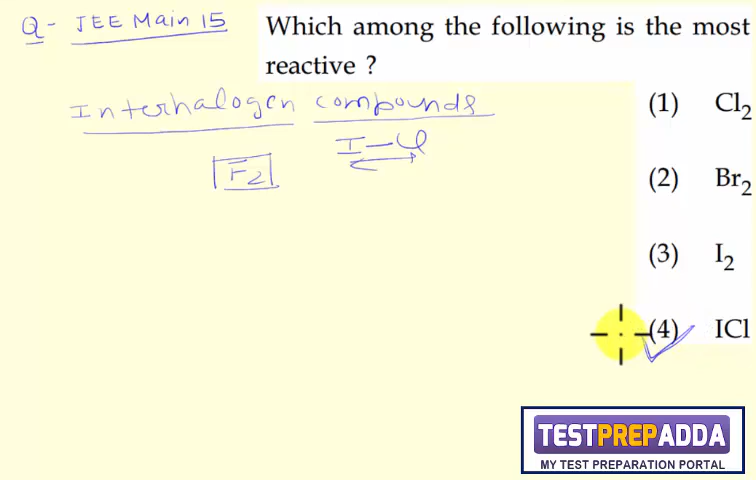 Q- JEE Main 15
Which among the following is the most
reactive ?
Interhalogen compounds
I-Cl
F2
(1) Cl2
(2) Br2
(3) I2
(4) ICl
TESTPREPADDA
MY TEST PREPARATION PORTAL